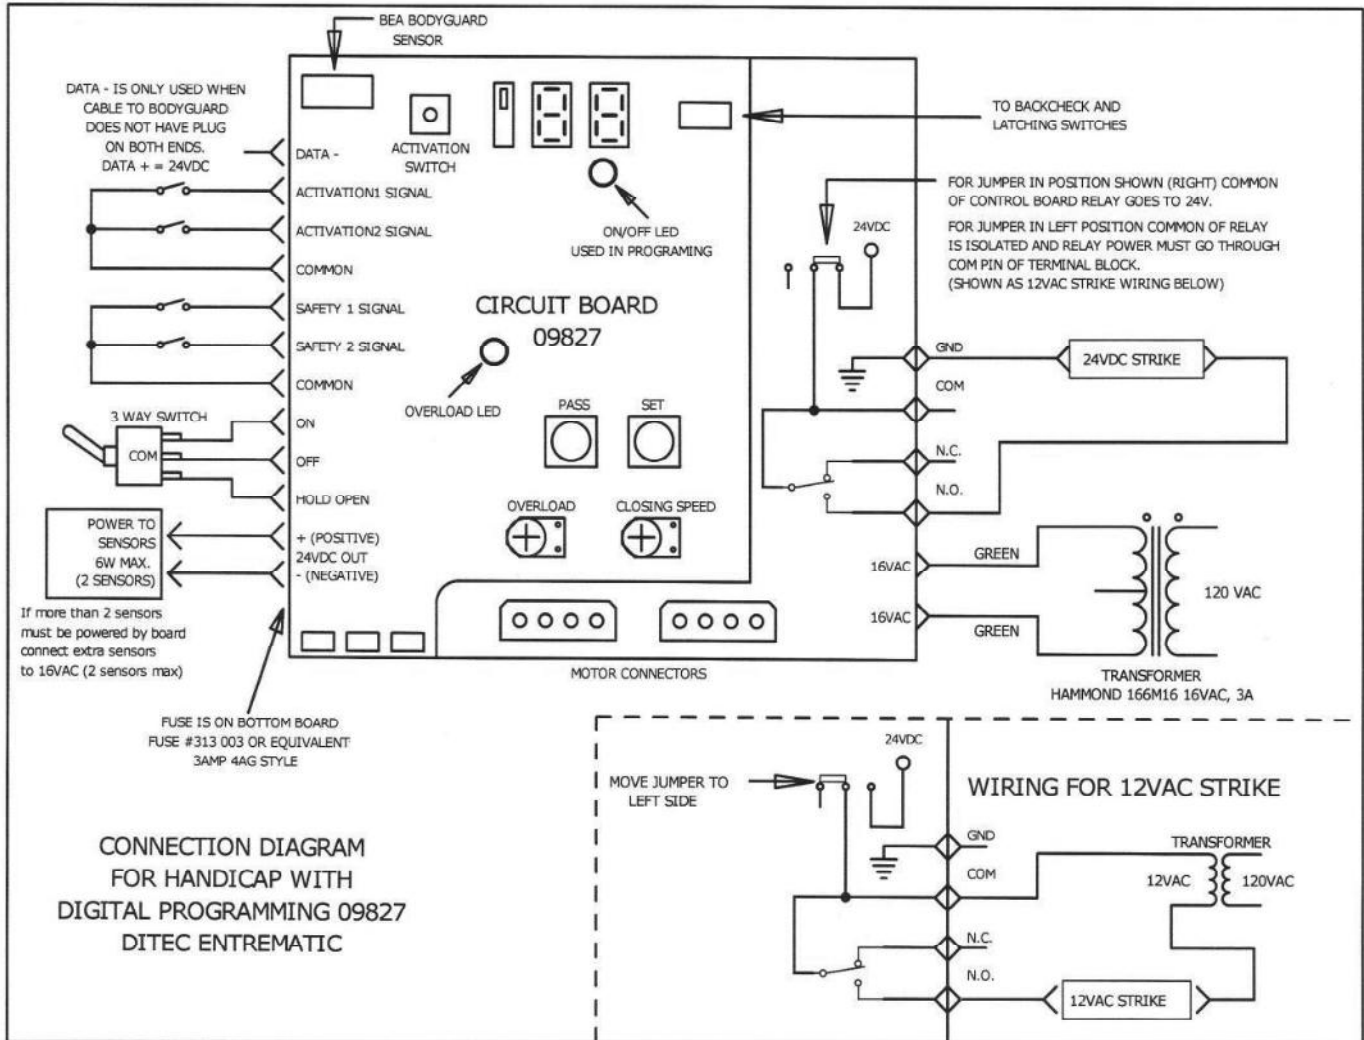 BEA BODYGUARD
SENSOR
DATA - IS ONLY USED WHEN
CABLE TO BODYGUARD
DOES NOT HAVE PLUG
ON BOTH ENDS.
DATA + = 24VDC
DATA -
ACTIVATION1 SIGNAL
ACTIVATION2 SIGNAL
COMMON
SAFETY 1 SIGNAL
SAFETY 2 SIGNAL
COMMON
3 WAY SWITCH
COM
ON
OFF
HOLD OPEN
POWER TO
SENSORS
6W MAX.
(2 SENSORS)
+ (POSITIVE)
24VDC OUT
- (NEGATIVE)
If more than 2 sensors
must be powered by board
connect extra sensors
to 16VAC (2 sensors max)
FUSE IS ON BOTTOM BOARD
FUSE #313 003 OR EQUIVALENT
3AMP 4AG STYLE
ACTIVATION
SWITCH
ON/OFF LED
USED IN PROGRAMING
CIRCUIT BOARD
09827
OVERLOAD LED
PASS
SET
OVERLOAD
CLOSING SPEED
MOTOR CONNECTORS
TO BACKCHECK AND
LATCHING SWITCHES
FOR JUMPER IN POSITION SHOWN (RIGHT) COMMON
OF CONTROL BOARD RELAY GOES TO 24V.
FOR JUMPER IN LEFT POSITION COMMON OF RELAY
IS ISOLATED AND RELAY POWER MUST GO THROUGH
COM PIN OF TERMINAL BLOCK.
(SHOWN AS 12VAC STRIKE WIRING BELOW)
24VDC
GND
24VDC STRIKE
COM
N.C.
N.O.
16VAC
GREEN
16VAC
GREEN
120 VAC
TRANSFORMER
HAMMOND 166M16 16VAC, 3A
CONNECTION DIAGRAM
FOR HANDICAP WITH
DIGITAL PROGRAMMING 09827
DITEC ENTREMATIC
MOVE JUMPER TO
LEFT SIDE
24VDC
WIRING FOR 12VAC STRIKE
GND
COM
N.C.
N.O.
TRANSFORMER
12VAC
120VAC
12VAC STRIKE